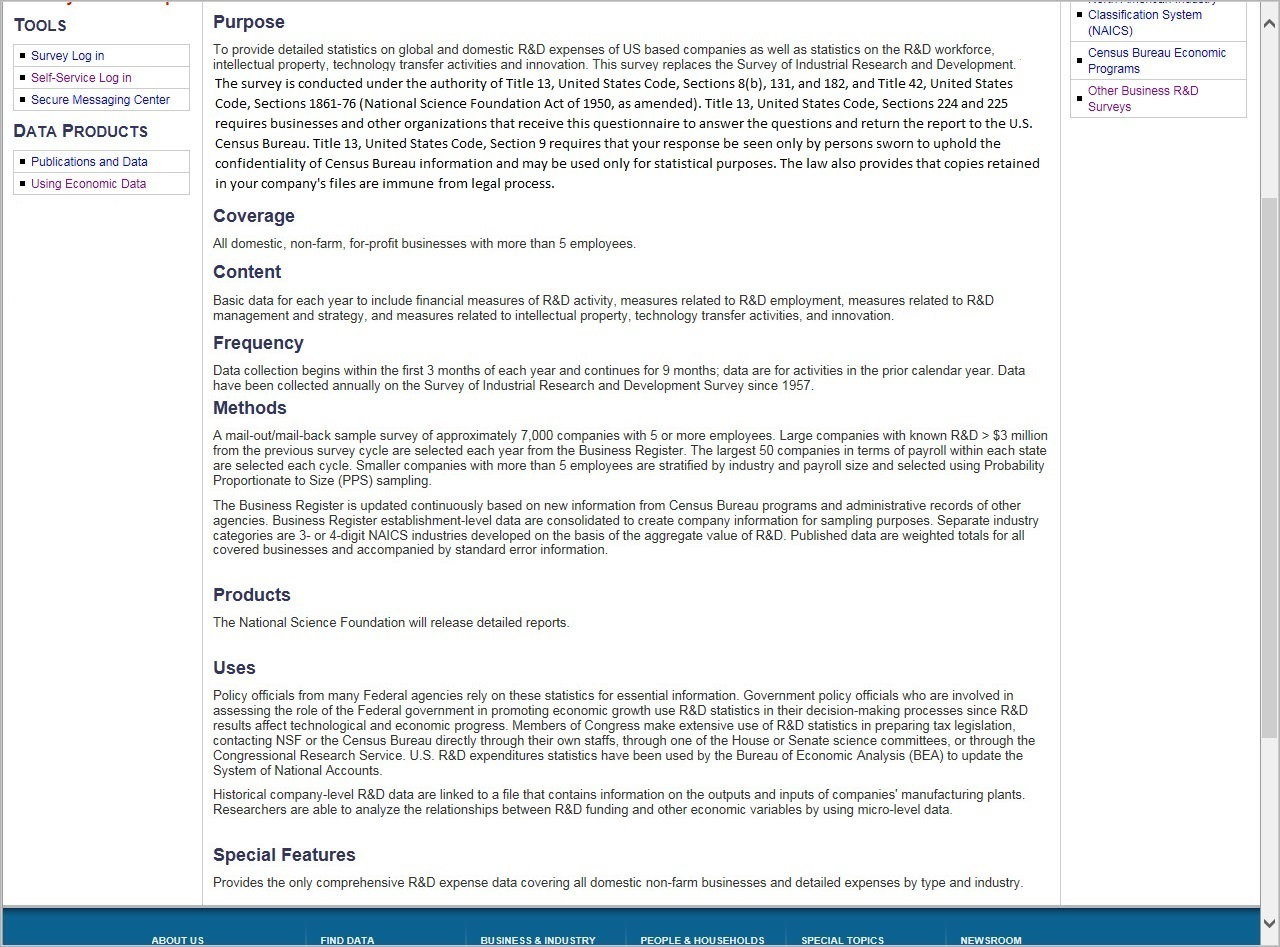 TOOLS
Survey Log in
Self-Service Log in
Secure Messaging Center
DATA PRODUCTS
Publications and Data
Using Economic Data
Purpose
To provide detailed statistics on global and domestic R&D expenses of US based companies as well as statistics on the R&D workforce,
intellectual property, technology transfer activities and innovation. This survey replaces the Survey of Industrial Research and Development.
The survey is conducted under the authority of Title 13, United States Code, Sections 8(b), 131, and 182, and Title 42, United States
Code, Sections 1861-76 (National Science Foundation Act of 1950, as amended). Title 13, United States Code, Sections 224 and 225
requires businesses and other organizations that receive this questionnaire to answer the questions and return the report to the U.S.
Census Bureau. Title 13, United States Code, Section 9 requires that your response be seen only by persons sworn to uphold the
confidentiality of Census Bureau information and may be used only for statistical purposes. The law also provides that copies retained
in your company's files are immune from legal process.
Coverage
All domestic, non-farm, for-profit businesses with more than 5 employees.
Content
Basic data for each year to include financial measures of R&D activity, measures related to R&D employment, measures related to R&D
management and strategy, and measures related to intellectual property, technology transfer activities, and innovation.
Frequency
Data collection begins within the first 3 months of each year and continues for 9 months; data are for activities in the prior calendar year. Data
have been collected annually on the Survey of Industrial Research and Development Survey since 1957.
Methods
A mail-out/mail-back sample survey of approximately 7,000 companies with 5 or more employees. Large companies with known R&D > $3 million
from the previous survey cycle are selected each year from the Business Register. The largest 50 companies in terms of payroll within each state
are selected each cycle. Smaller companies with more than 5 employees are stratified by industry and payroll size and selected using Probability
Proportionate to Size (PPS) sampling.
The Business Register is updated continuously based on new information from Census Bureau programs and administrative records of other
agencies. Business Register establishment-level data are consolidated to create company information for sampling purposes. Separate industry
categories are 3- or 4-digit NAICS industries developed on the basis of the aggregate value of R&D. Published data are weighted totals for all
covered businesses and accompanied by standard error information.
Products
The National Science Foundation will release detailed reports.
Uses
Policy officials from many Federal agencies rely on these statistics for essential information. Government policy officials who are involved in
assessing the role of the Federal government in promoting economic growth use R&D statistics in their decision-making processes since R&D
results affect technological and economic progress. Members of Congress make extensive use of R&D statistics in preparing tax legislation,
contacting NSF or the Census Bureau directly through their own staffs, through one of the House or Senate science committees, or through the
Congressional Research Service. U.S. R&D expenditures statistics have been used by the Bureau of Economic Analysis (BEA) to update the
System of National Accounts.
Historical company-level R&D data are linked to a file that contains information on the outputs and inputs of companies' manufacturing plants.
Researchers are able to analyze the relationships between R&D funding and other economic variables by using micro-level data.
Special Features
Provides the only comprehensive R&D expense data covering all domestic non-farm businesses and detailed expenses by type and industry.
North American Industry
Classification System
(NAICS)
Census Bureau Economic
Programs
Other Business R&D
Surveys
ABOUT US
FIND DATA
BUSINESS & INDUSTRY
PEOPLE & HOUSEHOLDS
SPECIAL TOPICS
NEWSROOM